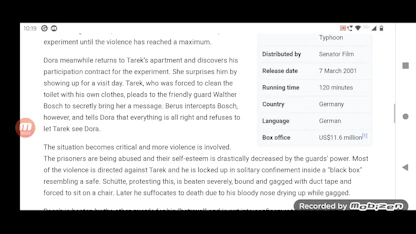 10:19
experiment until the violence has reached a maximum.
Typhoon
Distributed by Senator Film
Release date 7 March 2001
Running time 120 minutes
Country Germany
Language German
Box office US$11.6 million[1]
Dora meanwhile returns to Tarek's apartment and discovers his
participation contract for the experiment. She surprises him by
showing up for a visit day. Tarek, who was forced to clean the
toilet with his own clothes, pleads to the friendly guard Walther
Bosch to secretly bring her a message. Berus intercepts Bosch,
however, and tells Dora that everything is all right and refuses to
let Tarek see Dora.
The situation becomes critical and more violence is involved.
The prisoners are being abused and their self-esteem is drastically decreased by the guards' power. Most
of the violence is directed against Tarek and he is locked up in solitary confinement inside a "black box"
resembling a safe. Schütte, protesting this, is beaten severely, bound and gagged with duct tape and
forced to sit on a chair. Later he suffocates to death due to his bloody nose drying up while gagged.
Recorded by MOBIZEN